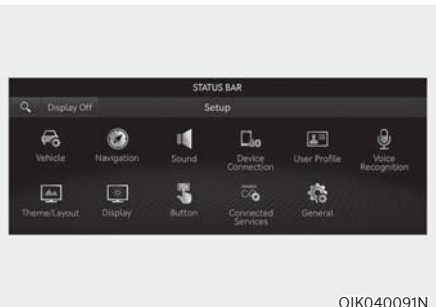 STATUS BAR
Display Off
Setup
Vehicle
Navigation
Sound
Device
Connection
User Profile
Voice
Recognition
Theme/Layout
Display
Button
Connected
Services
General
OIK040091N